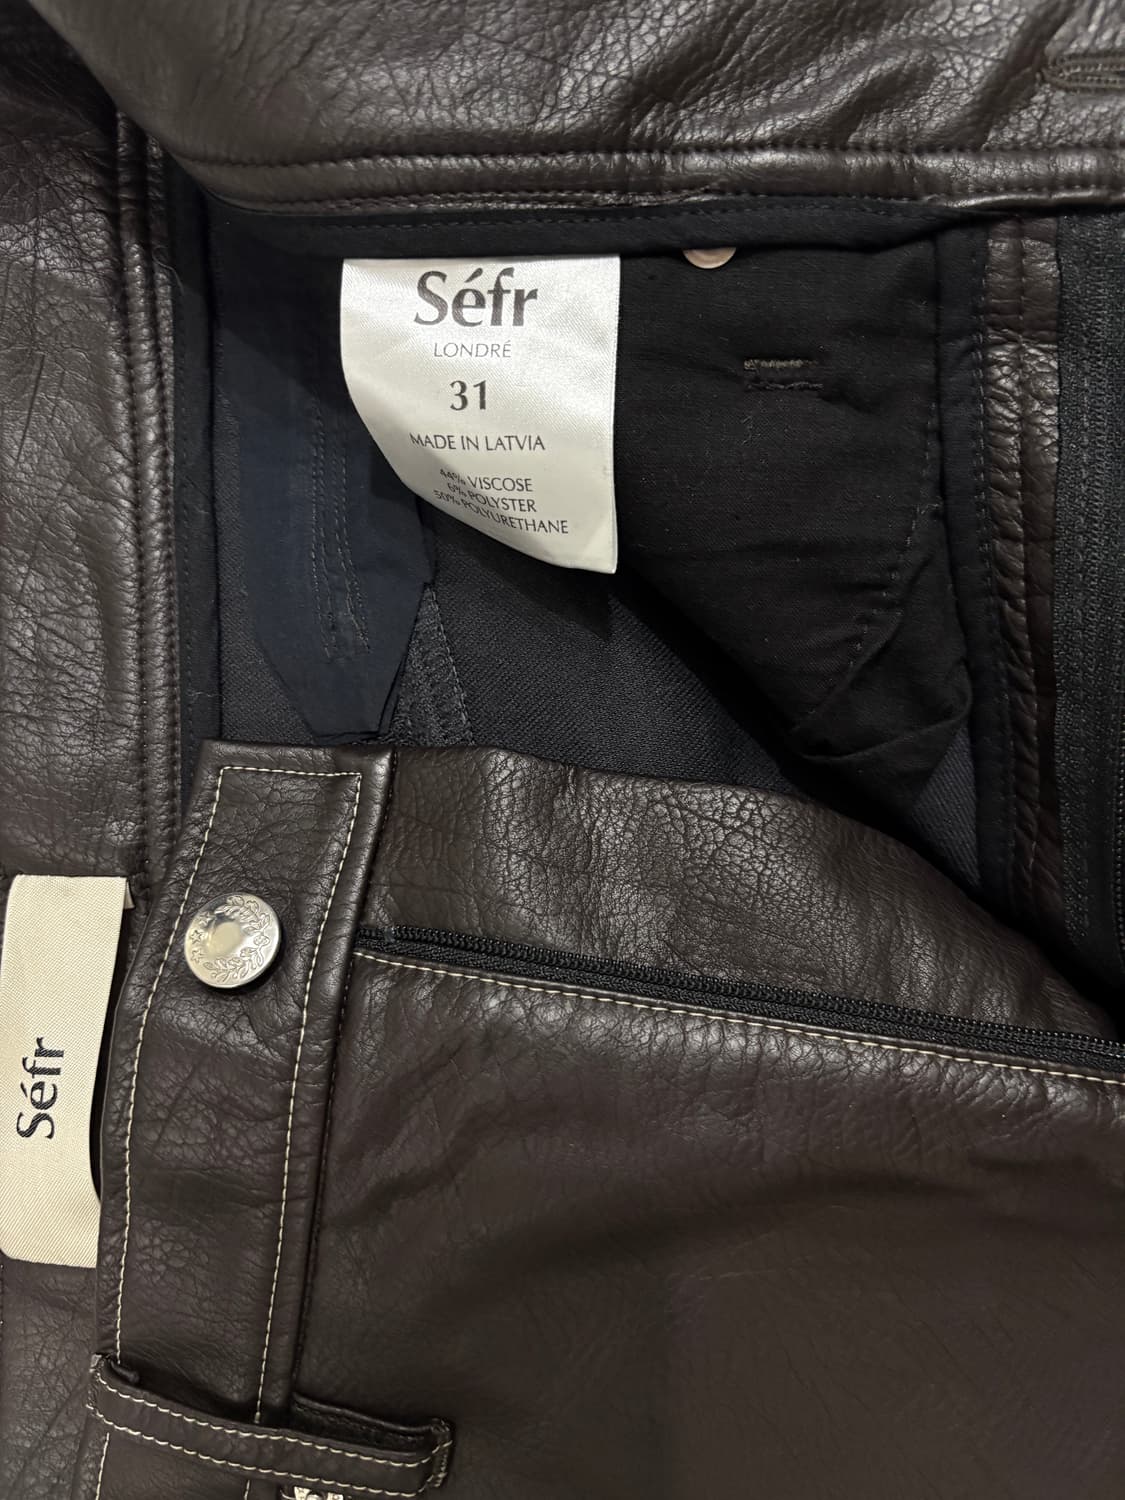 Séfr
LONDRÉ
31
MADE IN LATVIA
44% VISCOSE
6% POLYSTER
50% POLYURETHANE
Séfr